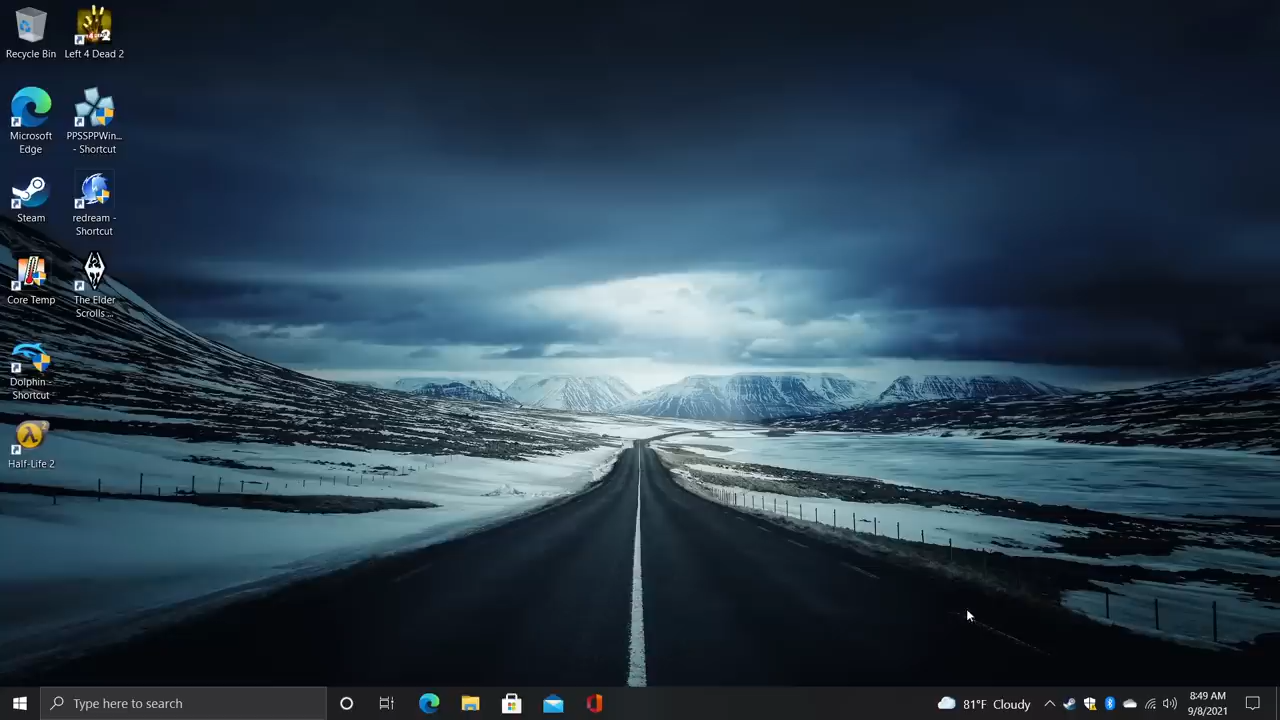 Recycle Bin
Left 4 Dead 2
Microsoft
Edge
PPSSPPWin...
- Shortcut
Steam
redream -
Shortcut
Core Temp
The Elder
Scrolls ...
Dolphin -
Shortcut
Half-Life 2
Type here to search
81°F Cloudy
8:49 AM
9/8/2021